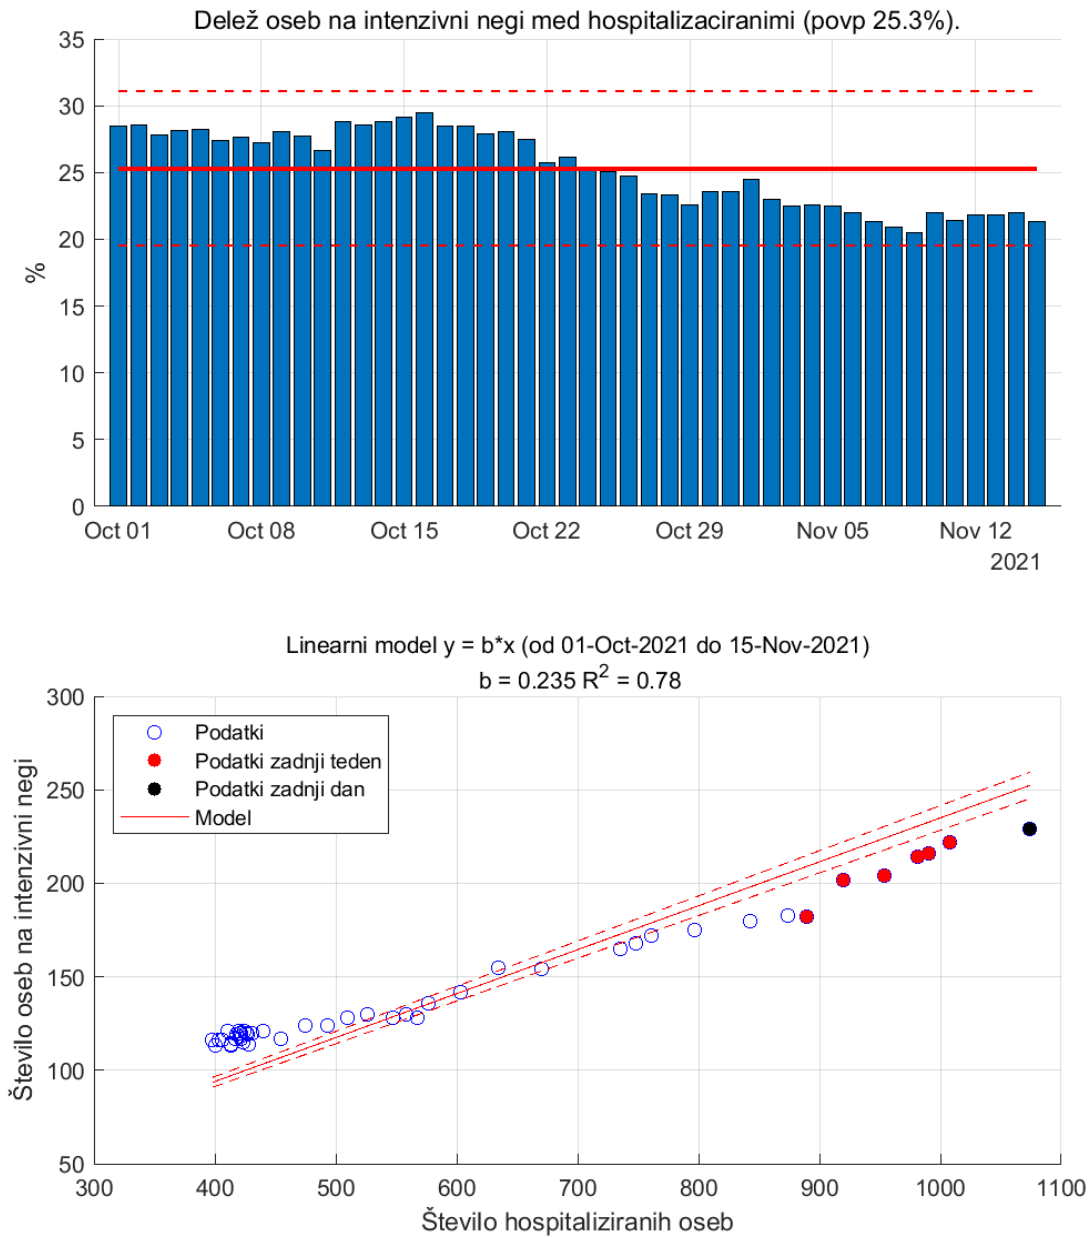 Delež oseb na intenzivni negi med hospitalizaciranimi (povp 25.3%).
35
30
25
20
15
10
5
0
%
Oct 01 Oct 08 Oct 15 Oct 22 Oct 29 Nov 05 Nov 12
2021
Linearni model y = b*x (od 01-Oct-2021 do 15-Nov-2021)
b = 0.235 R² = 0.78
300
250
200
150
100
50
Število oseb na intenzivni negi
Podatki
Podatki zadnji teden
Podatki zadnji dan
Model
300 400 500 600 700 800 900 1000 1100
Število hospitaliziranih oseb